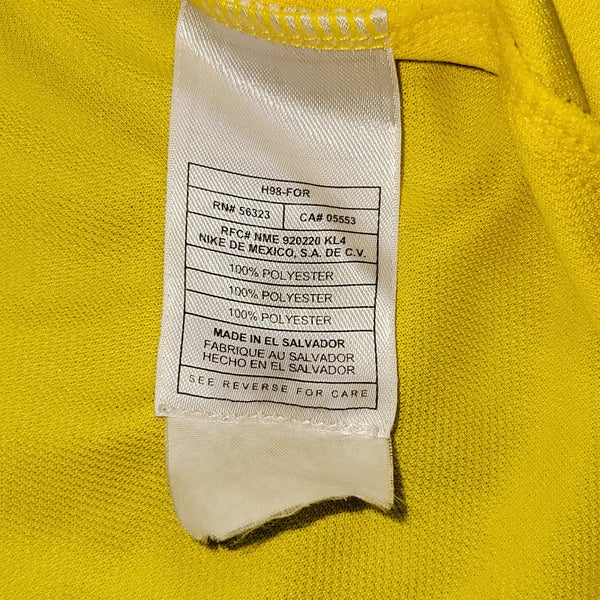 H98-FOR
RN# 56323 CA# 05553
RFC# NME 920220 KL4
NIKE DE MEXICO, S.A. DE C.V.
100% POLYESTER
100% POLYESTER
100% POLYESTER
MADE IN EL SALVADOR
FABRIQUE AU SALVADOR
HECHO EN EL SALVADOR
SEE REVERSE FOR CARE